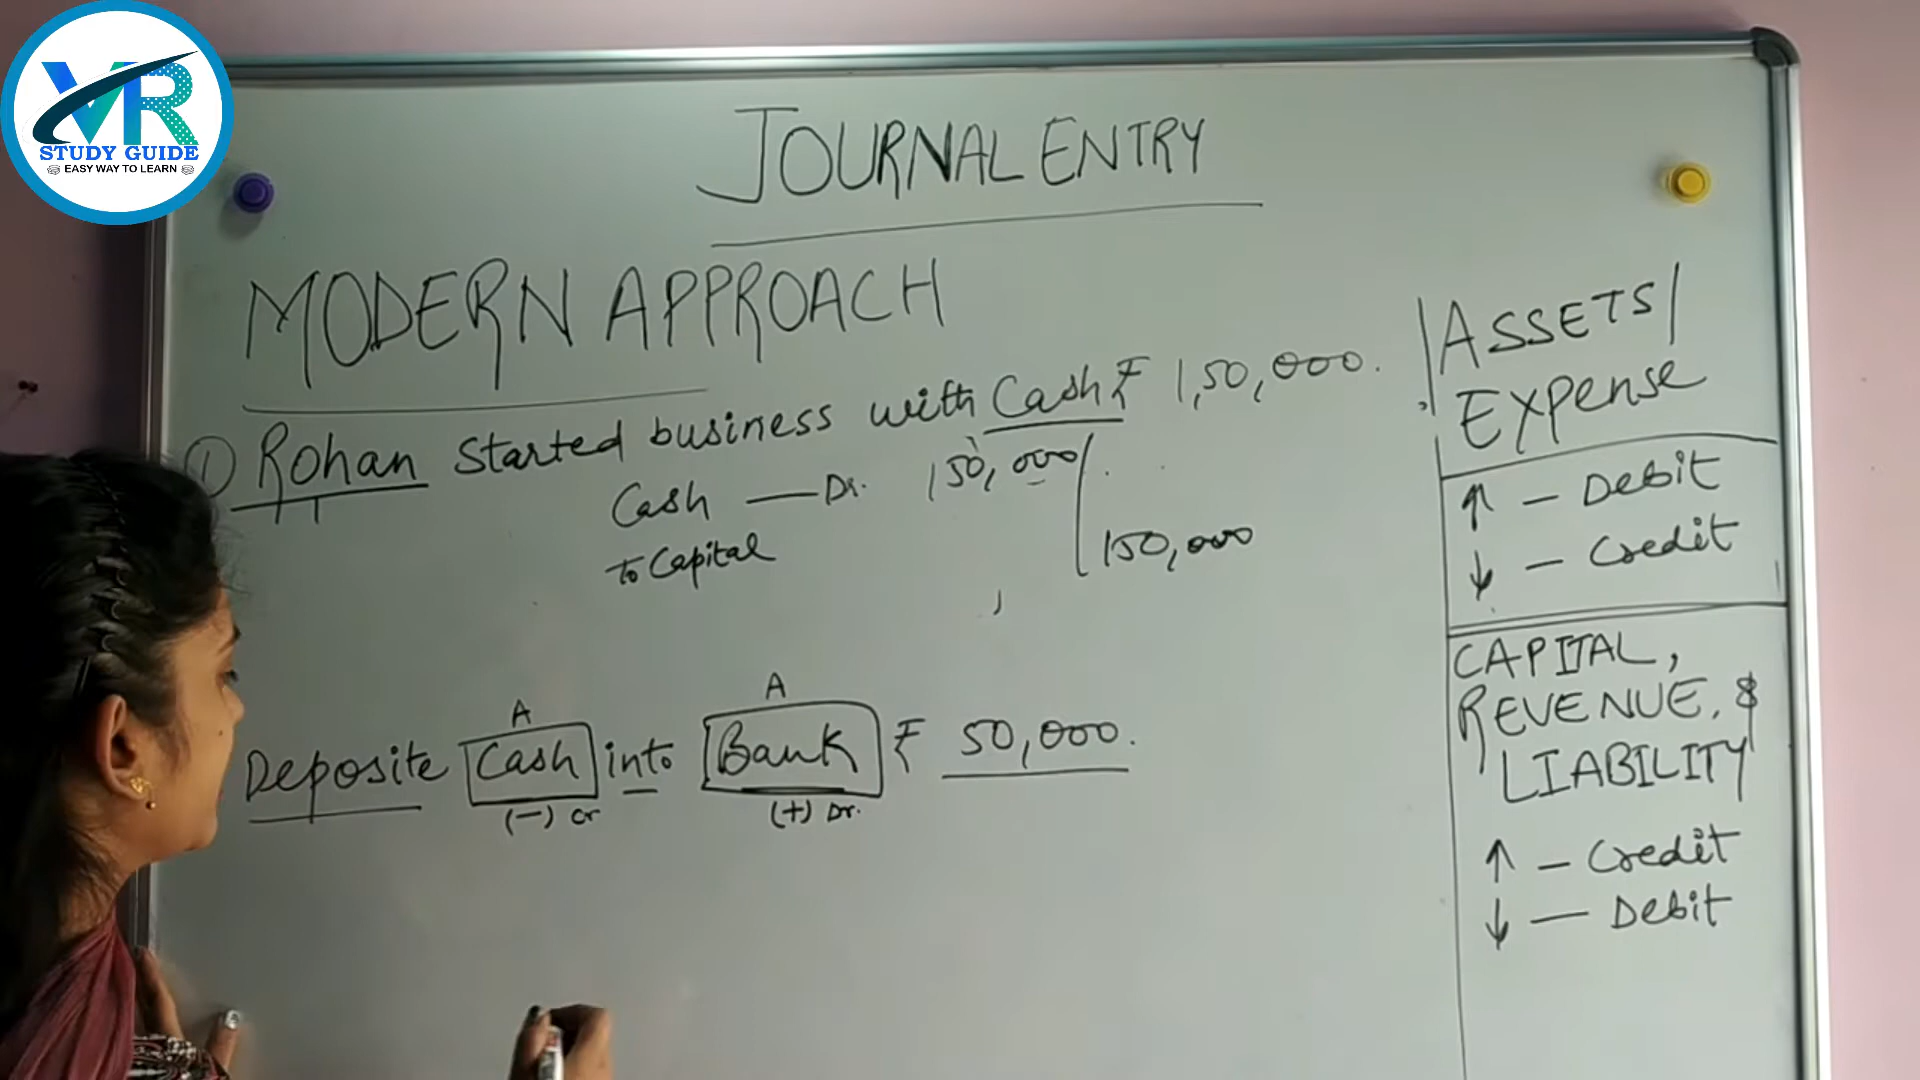 VR
STUDY GUIDE
EASY WAY TO LEARN
JOURNAL ENTRY
MODERN APPROACH
① Rohan started business with Cash ₹ 1,50,000.
Cash — Dr. 150,000
To Capital 150,000
A A
Deposite Cash into Bank ₹ 50,000.
(-) Cr (+) Dr.
ASSETS/
Expense
↑ - Debit
↓ - Credit
CAPITAL,
REVENUE, &
LIABILITY
↑ - Credit
↓ - Debit